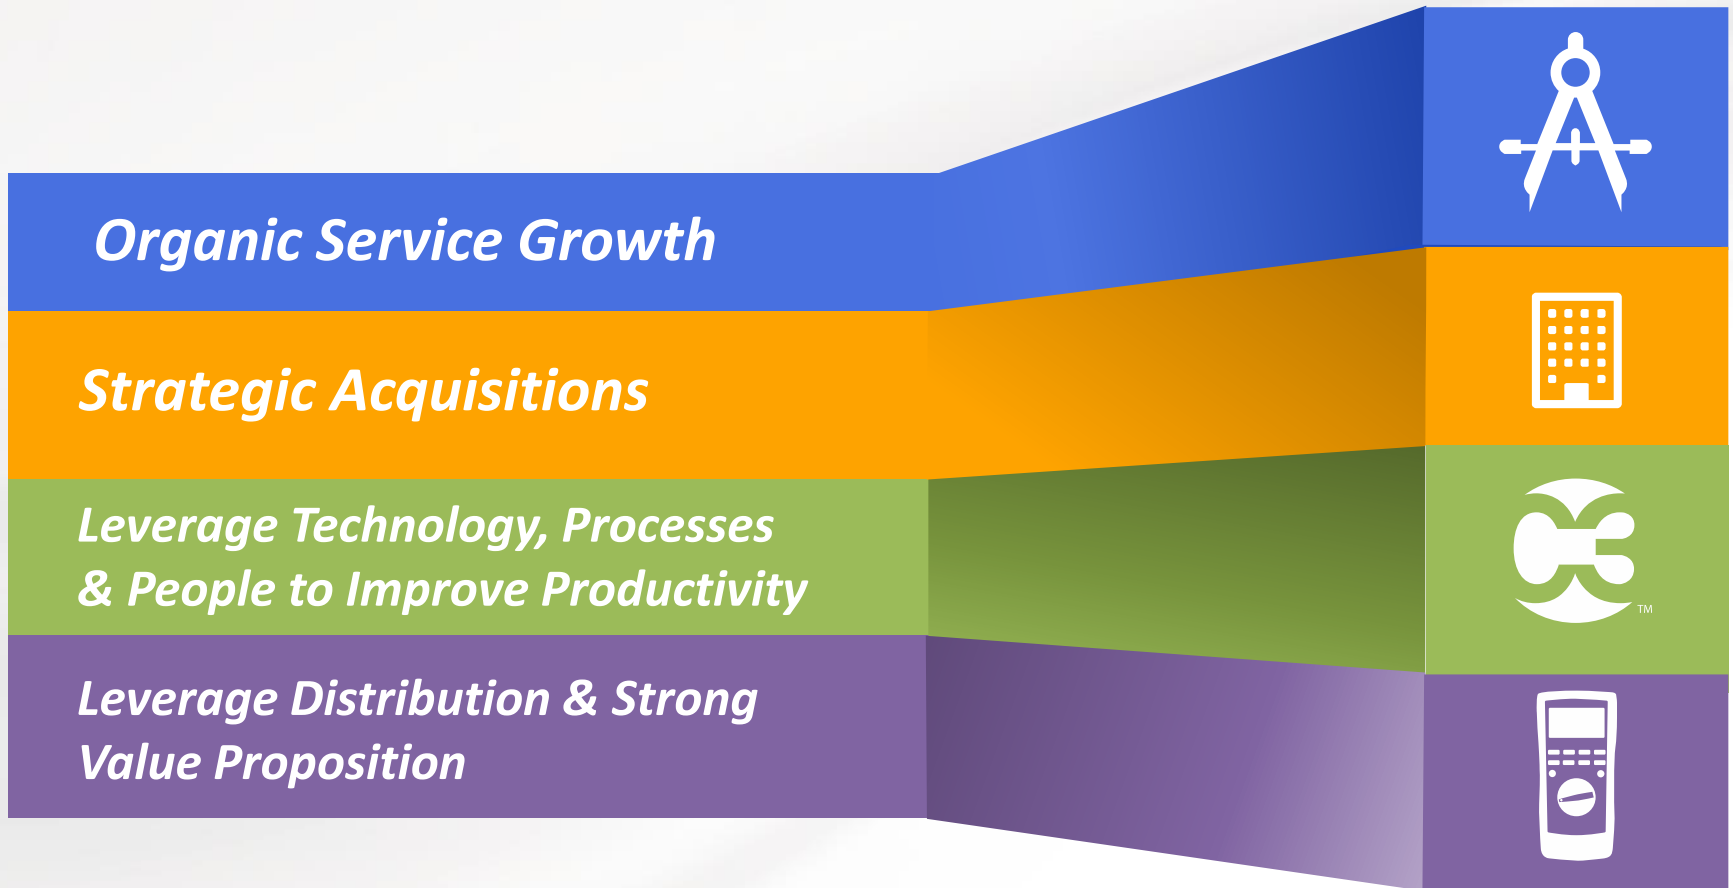 Organic Service Growth
Strategic Acquisitions
Leverage Technology, Processes
& People to Improve Productivity
TM
Leverage Distribution & Strong
Value Proposition